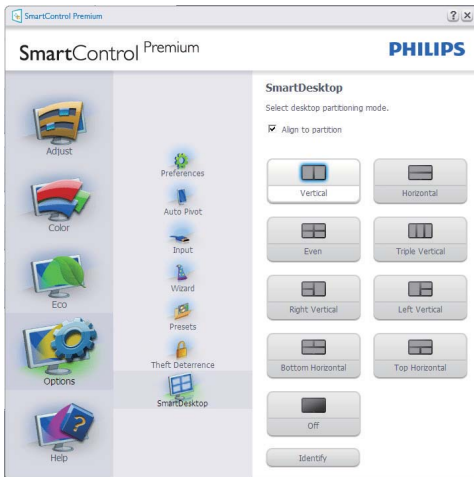 SmartControl Premium
SmartControl Premium
PHILIPS
Adjust
Color
Eco
Options
Help
Preferences
Auto Pivot
Input
Wizard
Presets
Theft Deterrence
SmartDesktop
SmartDesktop
Select desktop partitioning mode.
Align to partition
Vertical
Horizontal
Even
Triple Vertical
Right Vertical
Left Vertical
Bottom Horizontal
Top Horizontal
Off
Identify